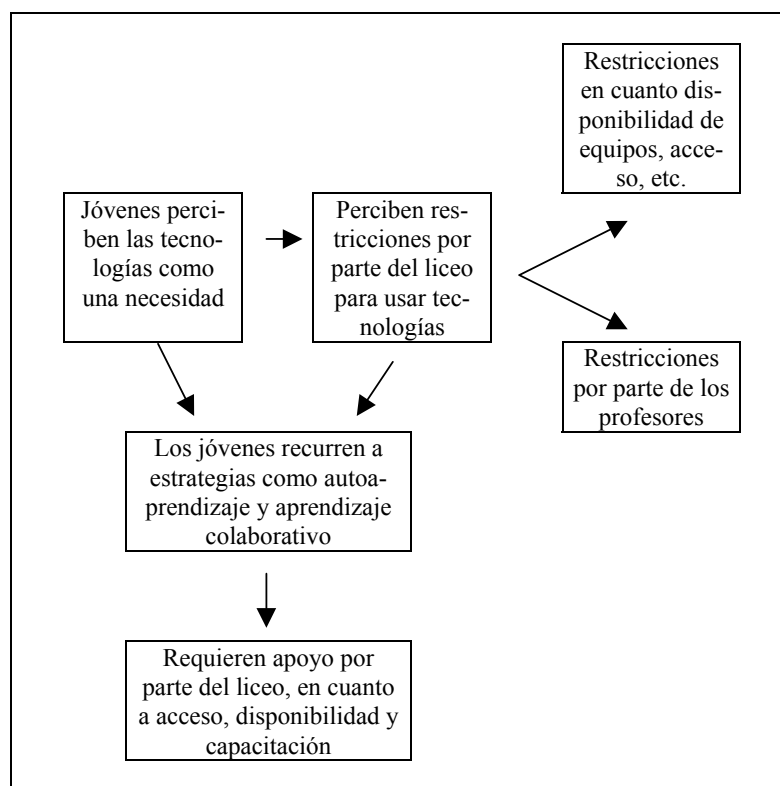 Jóvenes perci-
ben las tecno-
logías como
una necesidad
Perciben res-
tricciones por
parte del liceo
para usar tec-
nologías
Restricciones
en cuanto dis-
ponibilidad de
equipos, acce-
so, etc.
Restricciones
por parte de los
profesores
Los jóvenes recurren a
estrategias como autoa-
prendizaje y aprendizaje
colaborativo
Requieren apoyo por
parte del liceo, en cuanto
a acceso, disponibilidad y
capacitación